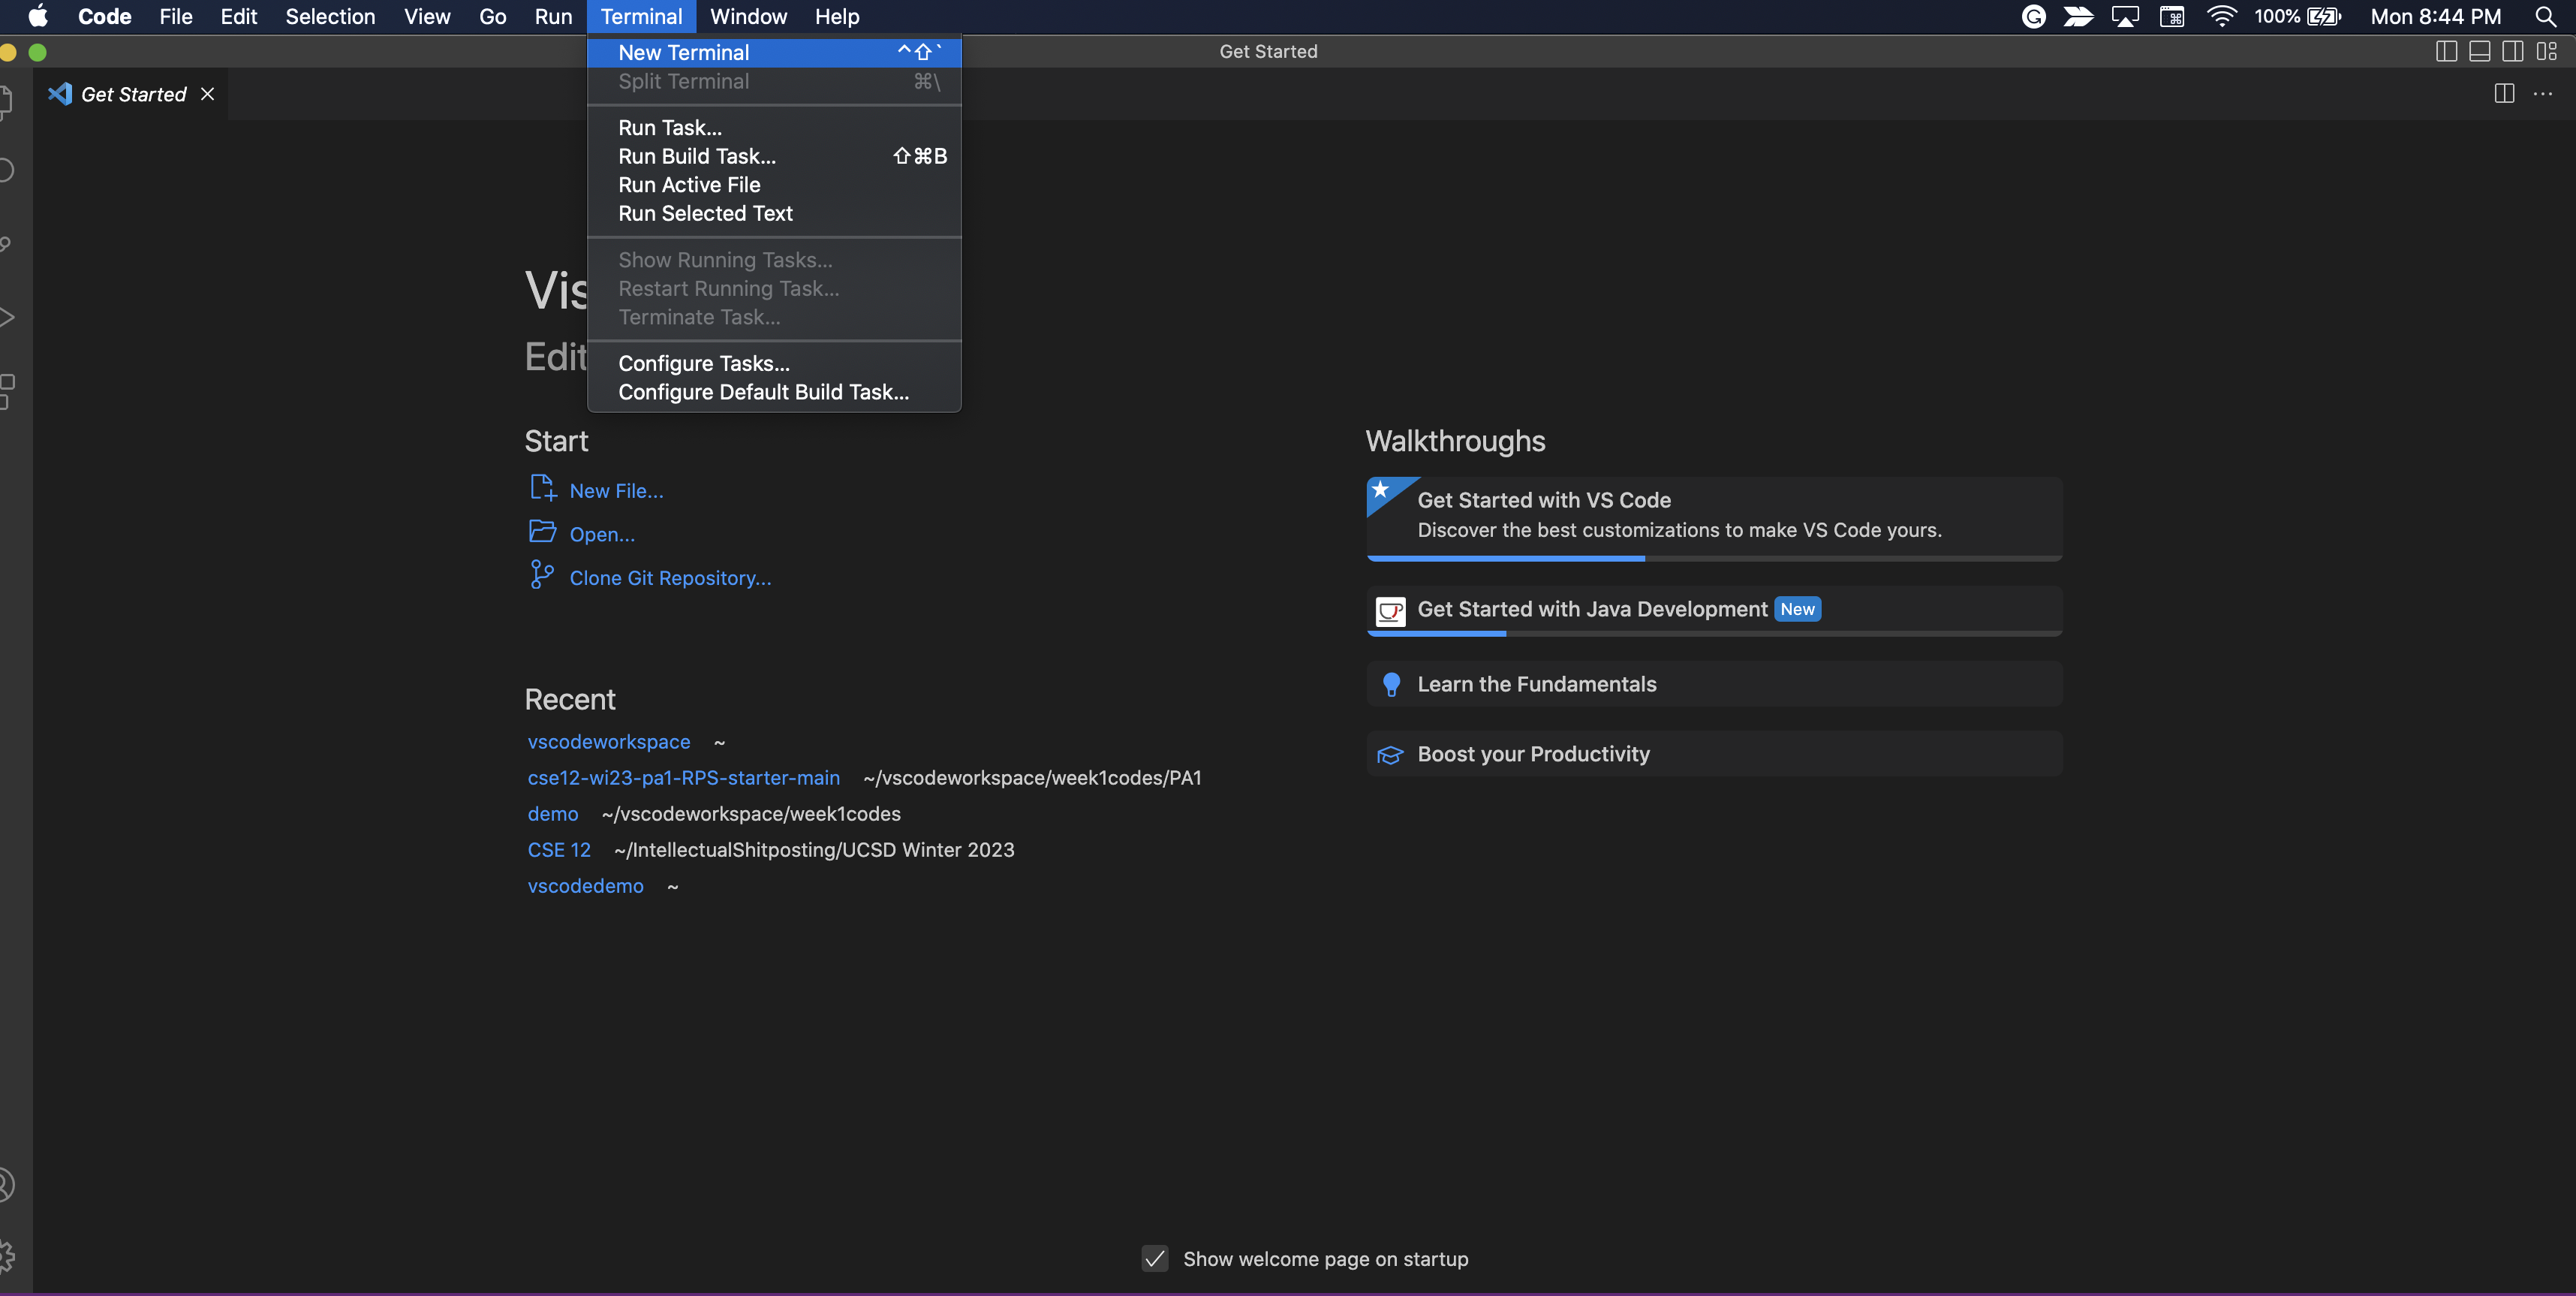 Code File Edit Selection View Go Run Terminal Window Help 100% Mon 8:44 PM
Get Started
Get Started
New Terminal ^⇧`
Split Terminal ⌘\
Run Task...
Run Build Task... ⇧⌘B
Run Active File
Run Selected Text
Show Running Tasks...
Restart Running Task...
Terminate Task...
Configure Tasks...
Configure Default Build Task...
Vis
Edit
Start
New File...
Open...
Clone Git Repository...
Recent
vscodeworkspace ~
cse12-wi23-pa1-RPS-starter-main ~/vscodeworkspace/week1codes/PA1
demo ~/vscodeworkspace/week1codes
CSE 12 ~/IntellectualShitposting/UCSD Winter 2023
vscodedemo ~
Walkthroughs
Get Started with VS Code
Discover the best customizations to make VS Code yours.
Get Started with Java Development New
Learn the Fundamentals
Boost your Productivity
Show welcome page on startup